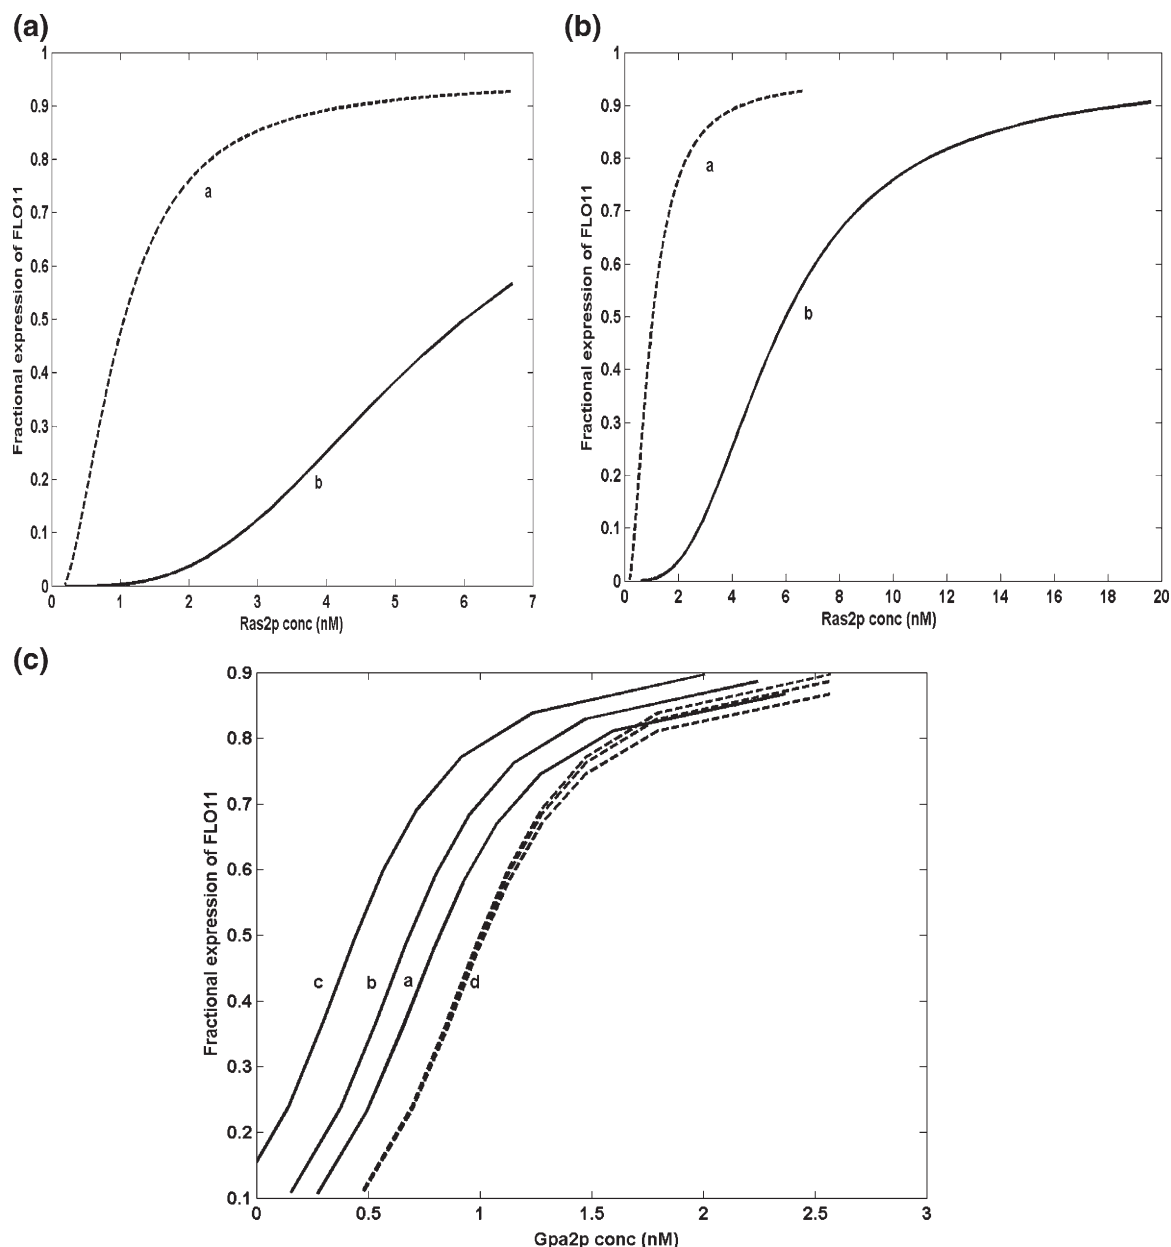 (a)
1
0.9
0.8
0.7
0.6
0.5
0.4
0.3
0.2
0.1
0
Fractional expression of FLO11
a
b
0 1 2 3 4 5 6 7
Ras2p conc (nM)
(b)
1
0.9
0.8
0.7
0.6
0.5
0.4
0.3
0.2
0.1
0
Fractional expression of FLO11
a
b
0 2 4 6 8 10 12 14 16 18 20
Ras2p conc (nM)
(c)
0.9
0.8
0.7
0.6
0.5
0.4
0.3
0.2
0.1
Fractional expression of FLO11
c b a d
0 0.5 1 1.5 2 2.5 3
Gpa2p conc (nM)